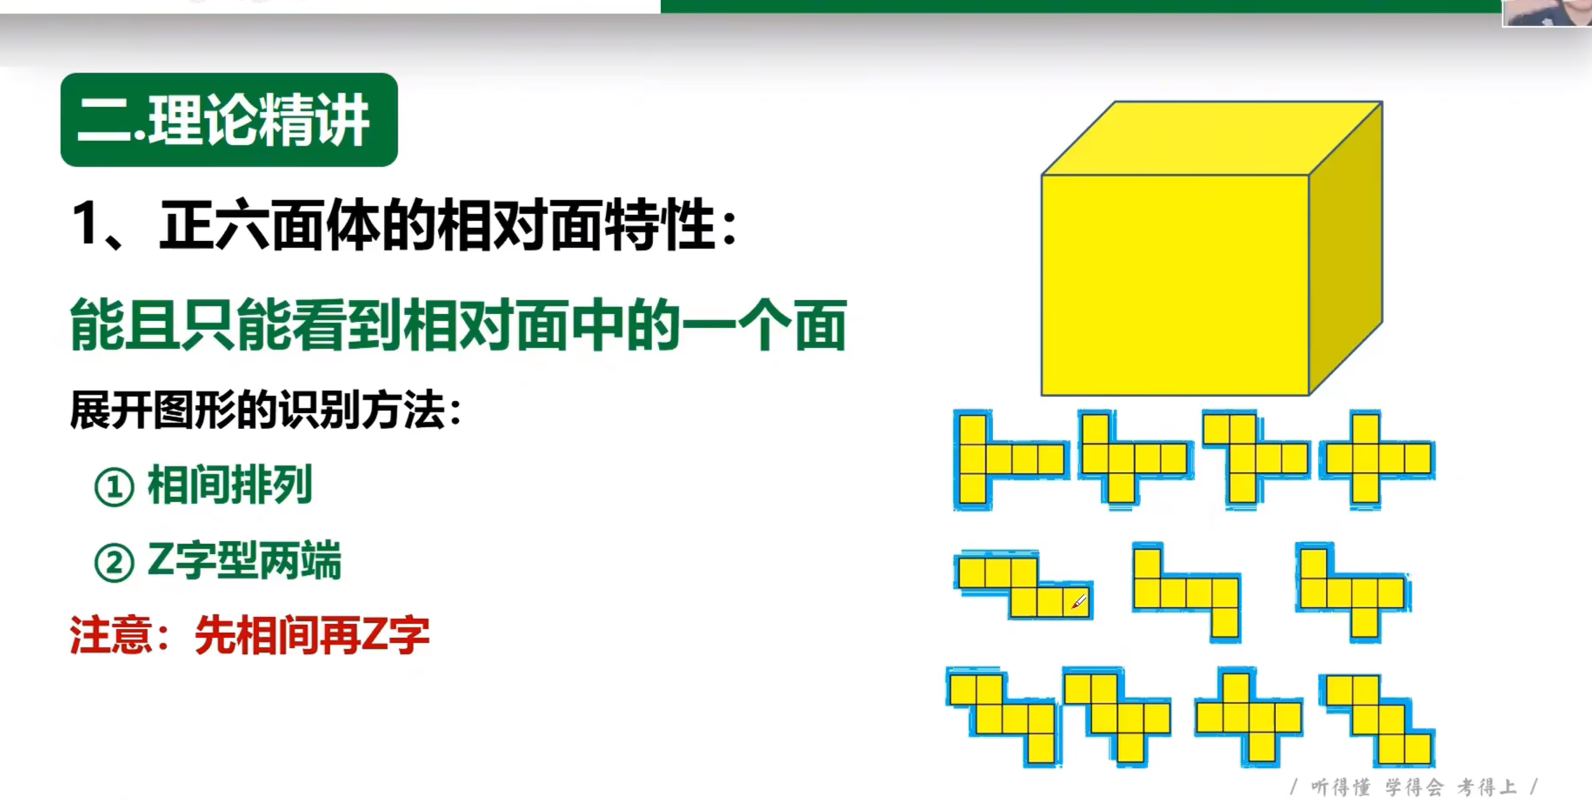 二.理论精讲
1、正六面体的相对面特性：
能且只能看到相对面中的一个面
展开图形的识别方法：
① 相间排列
② Z字型两端
注意：先相间再Z字
/ 听得懂 学得会 考得上 /